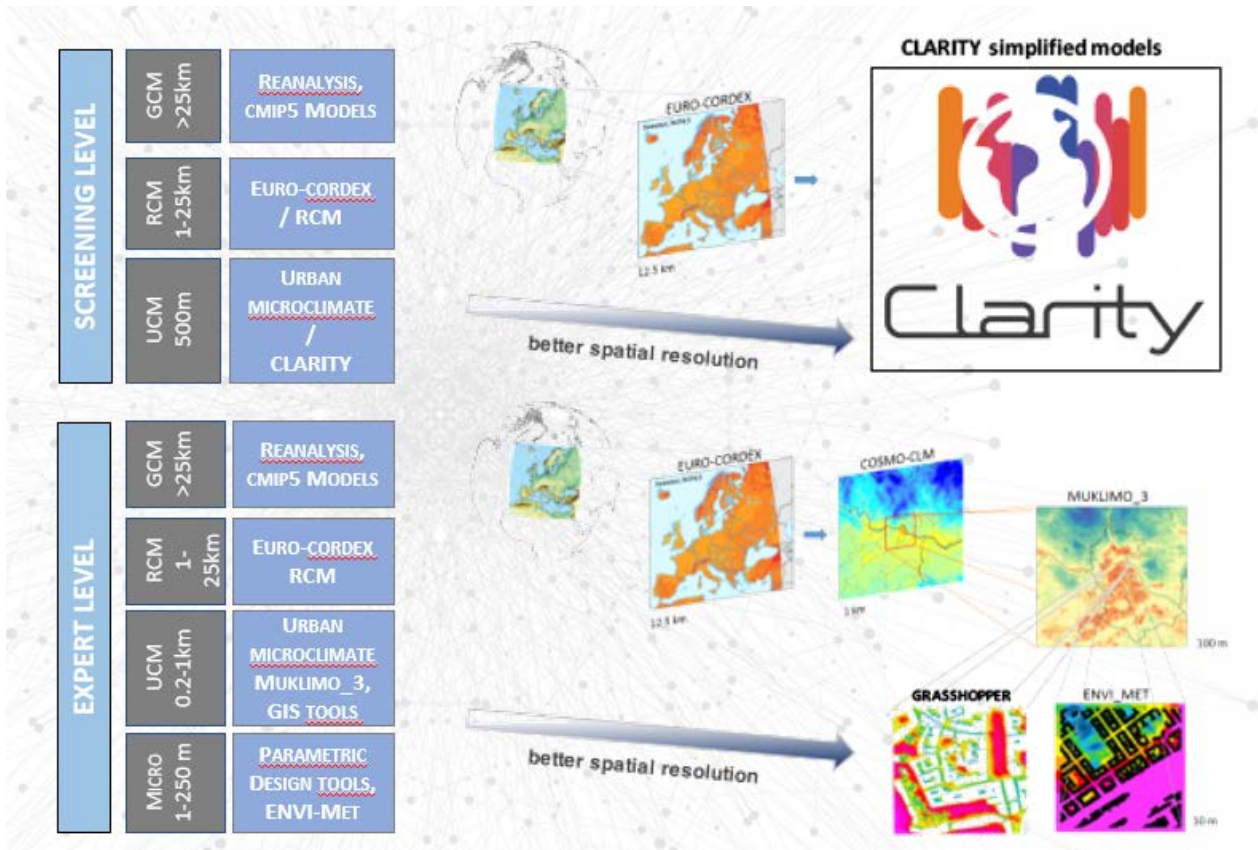 SCREENING LEVEL
GCM
>25km
REANALYSIS,
CMIP5 MODELS
RCM
1-25km
EURO-CORDEX
/ RCM
UCM
500m
URBAN
MICROCLIMATE
/
CLARITY
EURO-CORDEX
12.5 km
better spatial resolution
CLARITY simplified models
Clarity
EXPERT LEVEL
GCM
>25km
REANALYSIS,
CMIP5 MODELS
RCM 1-
25km
EURO-CORDEX
RCM
UCM
0.2-1km
URBAN
MICROCLIMATE
MUKLIMO_3,
GIS TOOLS
MICRO
1-250 m
PARAMETRIC
DESIGN TOOLS,
ENVI-MET
EURO-CORDEX
12.5 km
COSMO-CLM
1 km
MUKLIMO_3
100 m
better spatial resolution
GRASSHOPPER
ENVI_MET
10 m